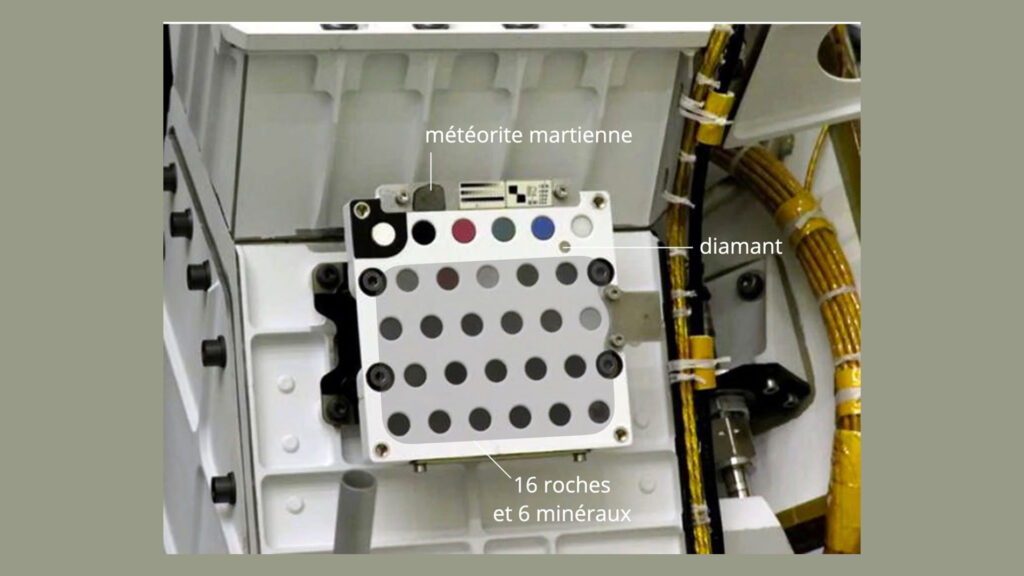 météorite martienne
diamant
16 roches
et 6 minéraux